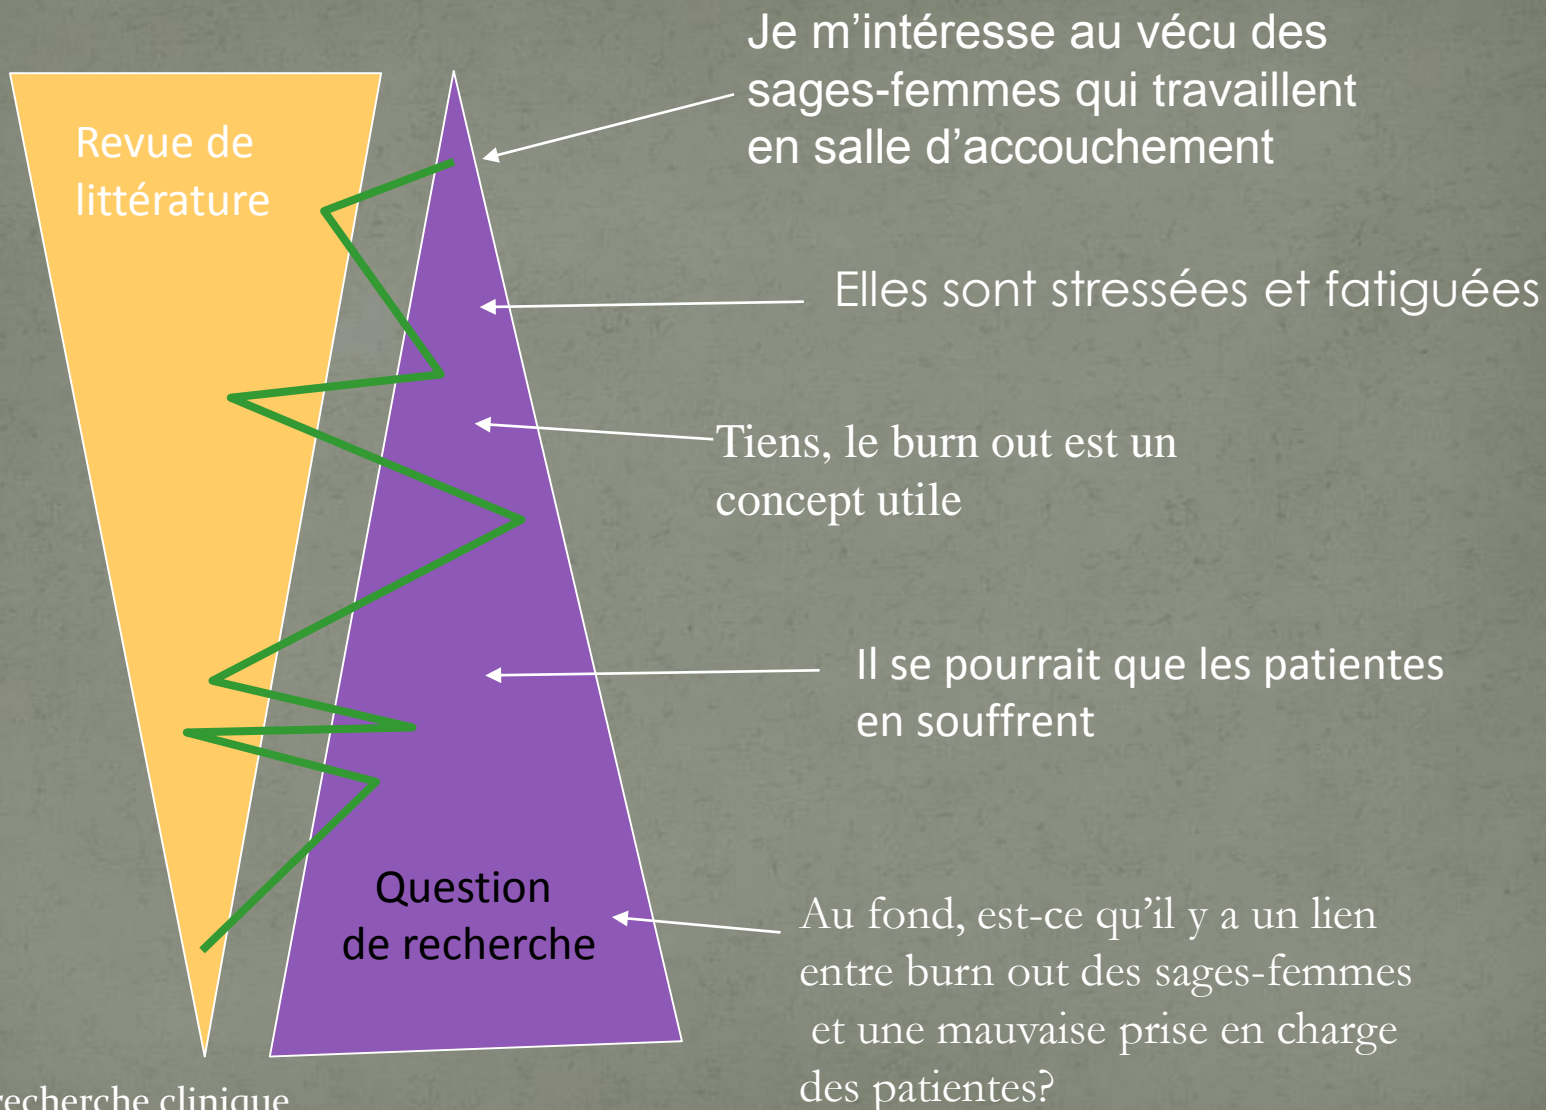 Je m’intéresse au vécu des
sages-femmes qui travaillent
en salle d’accouchement
Revue de
littérature
Elles sont stressées et fatiguées
Tiens, le burn out est un
concept utile
Il se pourrait que les patientes
en souffrent
Question
de recherche
Au fond, est-ce qu’il y a un lien
entre burn out des sages-femmes
et une mauvaise prise en charge
des patientes?
recherche clinique